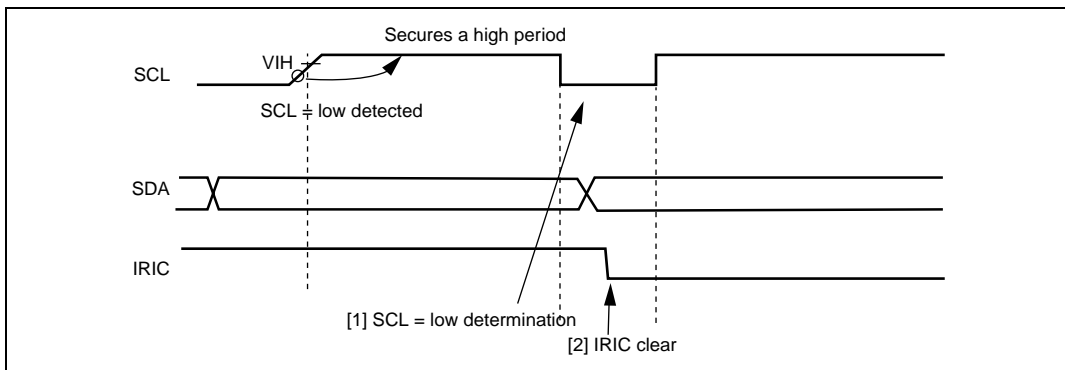 Secures a high period
VIH
SCL
SCL = low detected
SDA
IRIC
[1] SCL = low determination
[2] IRIC clear